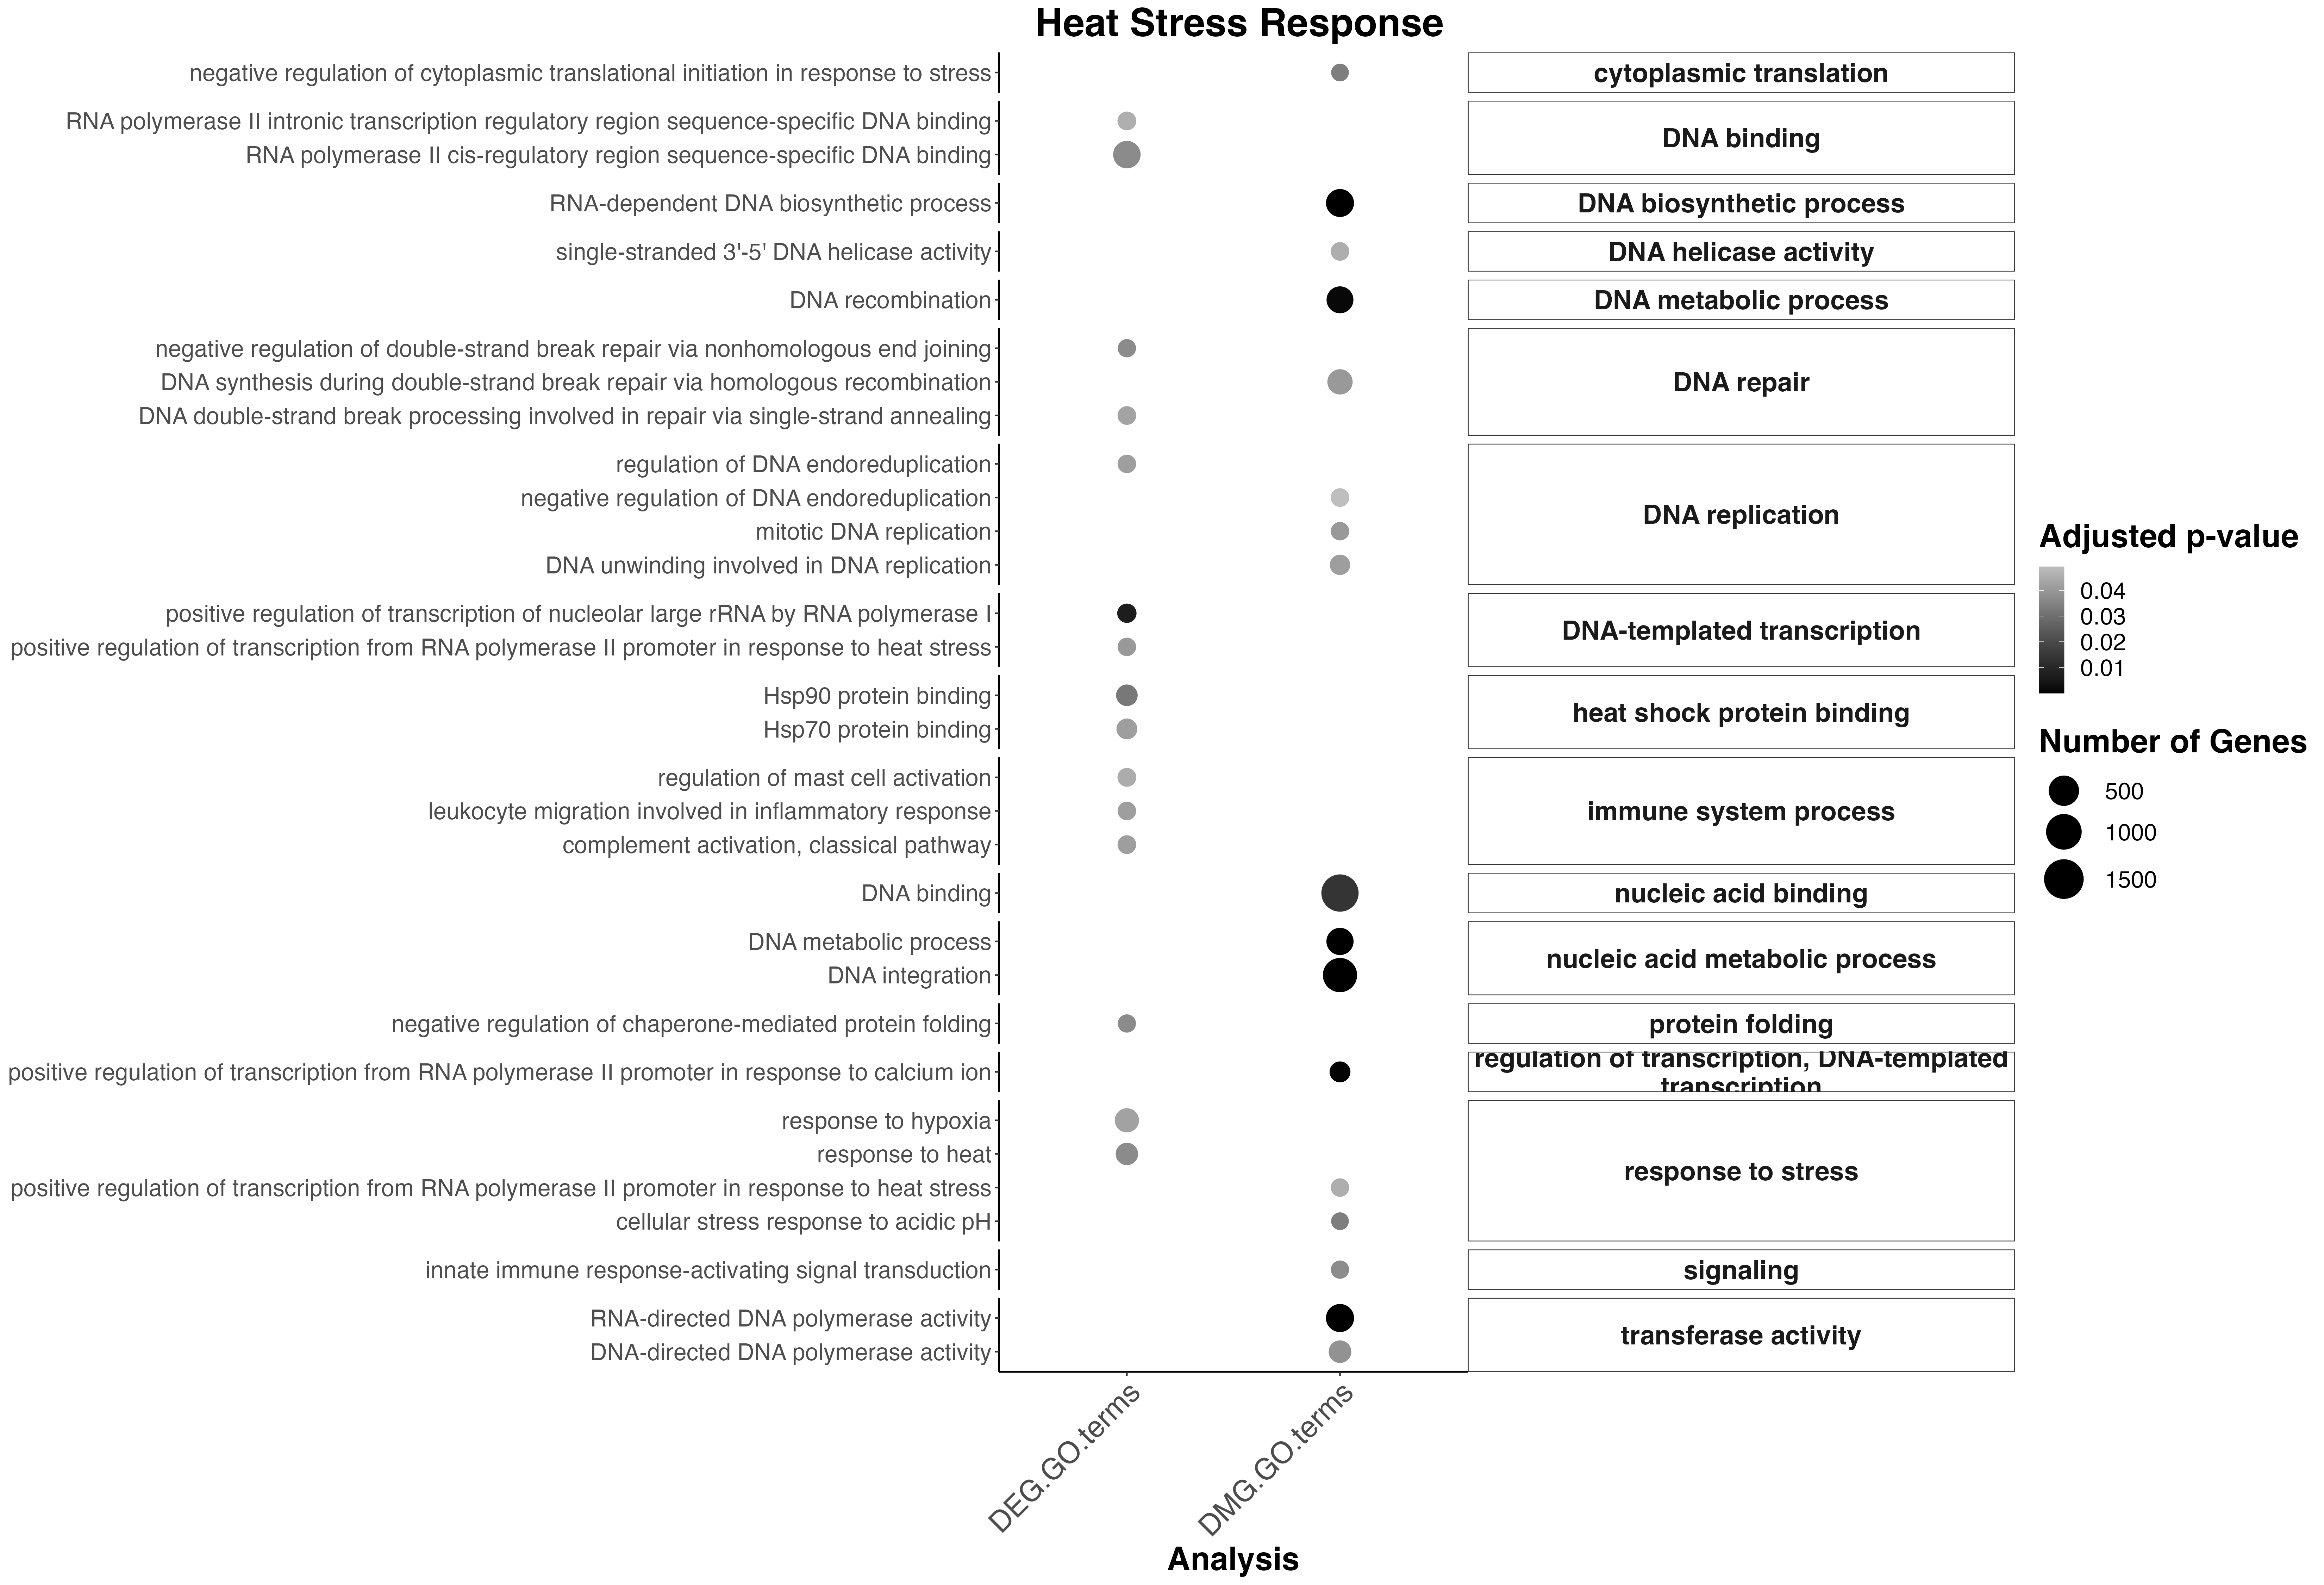 Heat Stress Response
negative regulation of cytoplasmic translational initiation in response to stress
cytoplasmic translation
RNA polymerase II intronic transcription regulatory region sequence-specific DNA binding
RNA polymerase II cis-regulatory region sequence-specific DNA binding
DNA binding
RNA-dependent DNA biosynthetic process
DNA biosynthetic process
single-stranded 3'-5' DNA helicase activity
DNA helicase activity
DNA recombination
DNA metabolic process
negative regulation of double-strand break repair via nonhomologous end joining
DNA synthesis during double-strand break repair via homologous recombination
DNA double-strand break processing involved in repair via single-strand annealing
DNA repair
regulation of DNA endoreduplication
negative regulation of DNA endoreduplication
mitotic DNA replication
DNA unwinding involved in DNA replication
DNA replication
positive regulation of transcription of nucleolar large rRNA by RNA polymerase I
positive regulation of transcription from RNA polymerase II promoter in response to heat stress
DNA-templated transcription
Hsp90 protein binding
Hsp70 protein binding
heat shock protein binding
regulation of mast cell activation
leukocyte migration involved in inflammatory response
complement activation, classical pathway
immune system process
DNA binding
nucleic acid binding
DNA metabolic process
DNA integration
nucleic acid metabolic process
negative regulation of chaperone-mediated protein folding
protein folding
positive regulation of transcription from RNA polymerase II promoter in response to calcium ion
regulation of transcription, DNA-templated
transcription
response to hypoxia
response to heat
positive regulation of transcription from RNA polymerase II promoter in response to heat stress
cellular stress response to acidic pH
response to stress
innate immune response-activating signal transduction
signaling
RNA-directed DNA polymerase activity
DNA-directed DNA polymerase activity
transferase activity
DEG.GO.terms
DMG.GO.terms
Analysis
Adjusted p-value
0.04
0.03
0.02
0.01
Number of Genes
500
1000
1500